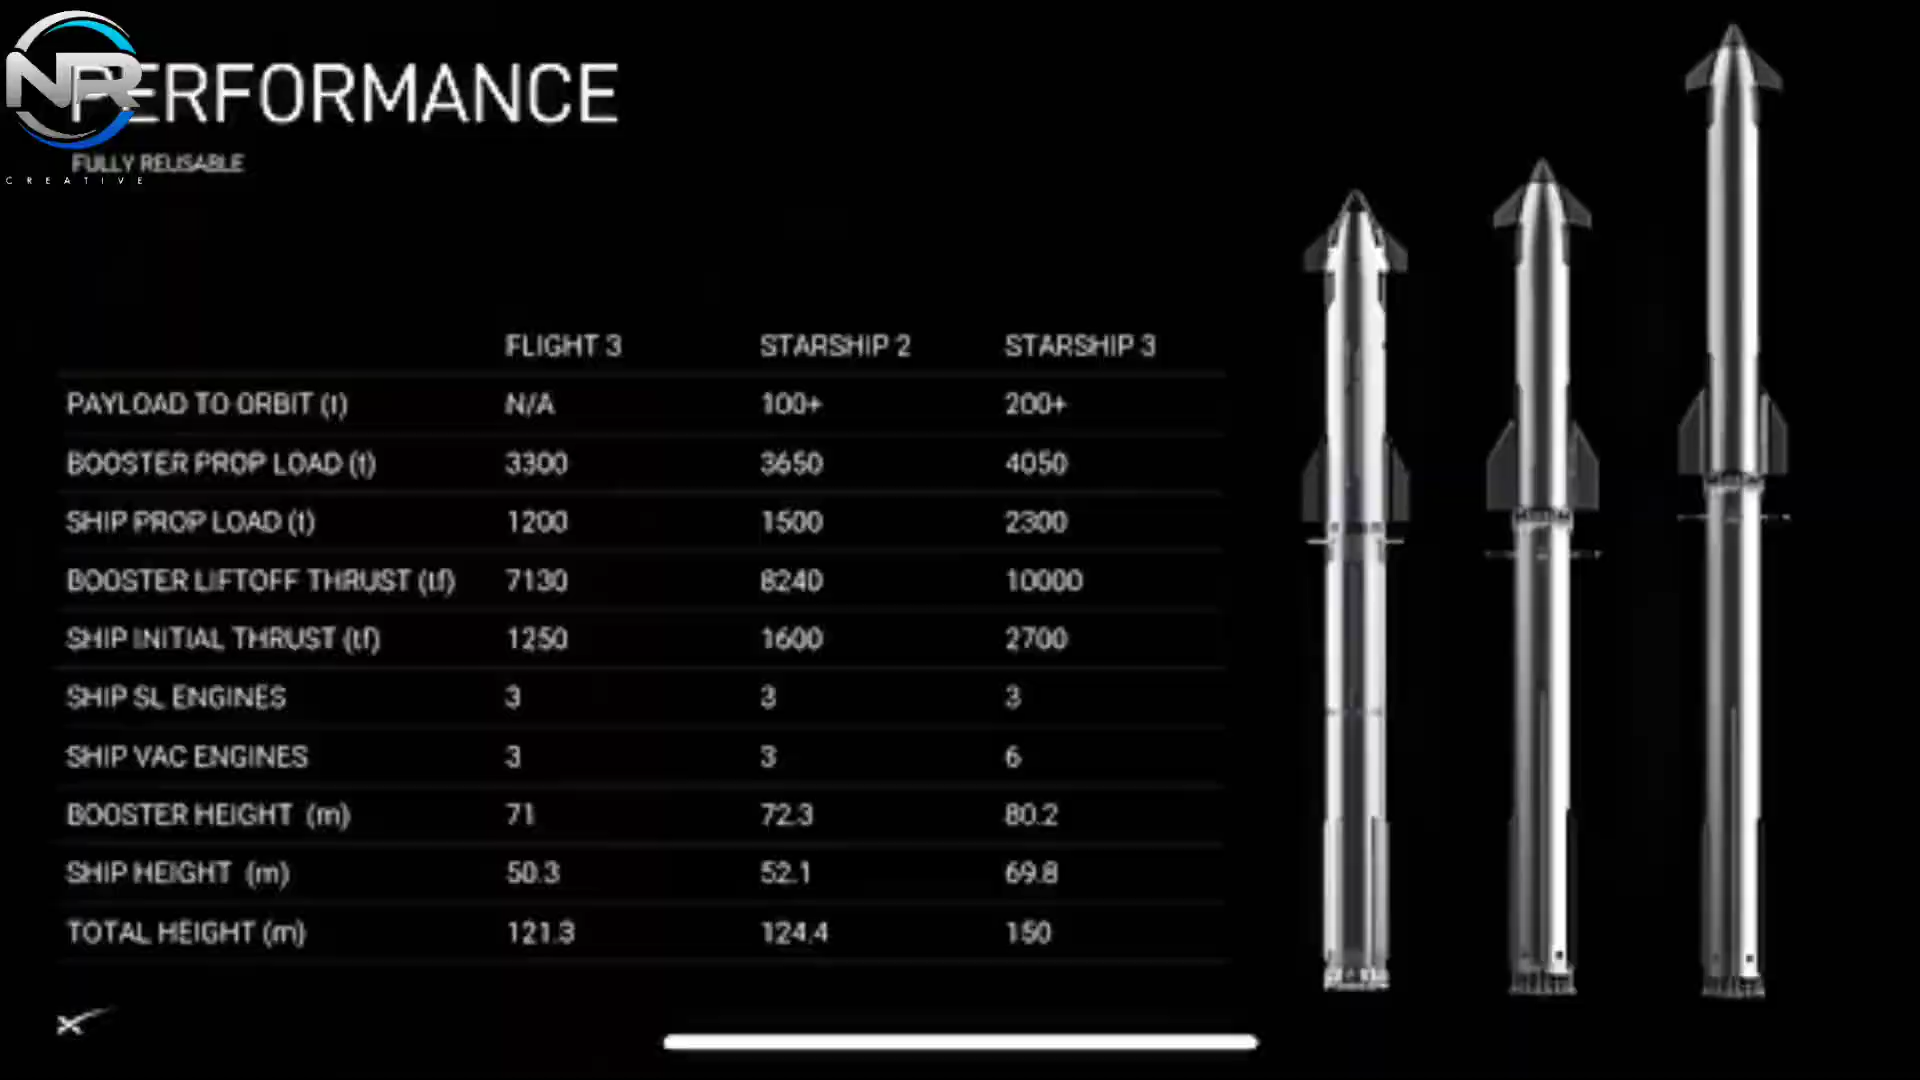 NR
PERFORMANCE
FULLY REUSABLE
CREATIVE
FLIGHT 3 STARSHIP 2 STARSHIP 3
PAYLOAD TO ORBIT (t) N/A 100+ 200+
BOOSTER PROP LOAD (t) 3300 3650 4050
SHIP PROP LOAD (t) 1200 1500 2300
BOOSTER LIFTOFF THRUST (tf) 7130 8240 10000
SHIP INITIAL THRUST (tf) 1250 1600 2700
SHIP SL ENGINES 3 3 3
SHIP VAC ENGINES 3 3 6
BOOSTER HEIGHT (m) 71 72.3 80.2
SHIP HEIGHT (m) 50.3 52.1 69.8
TOTAL HEIGHT (m) 121.3 124.4 150